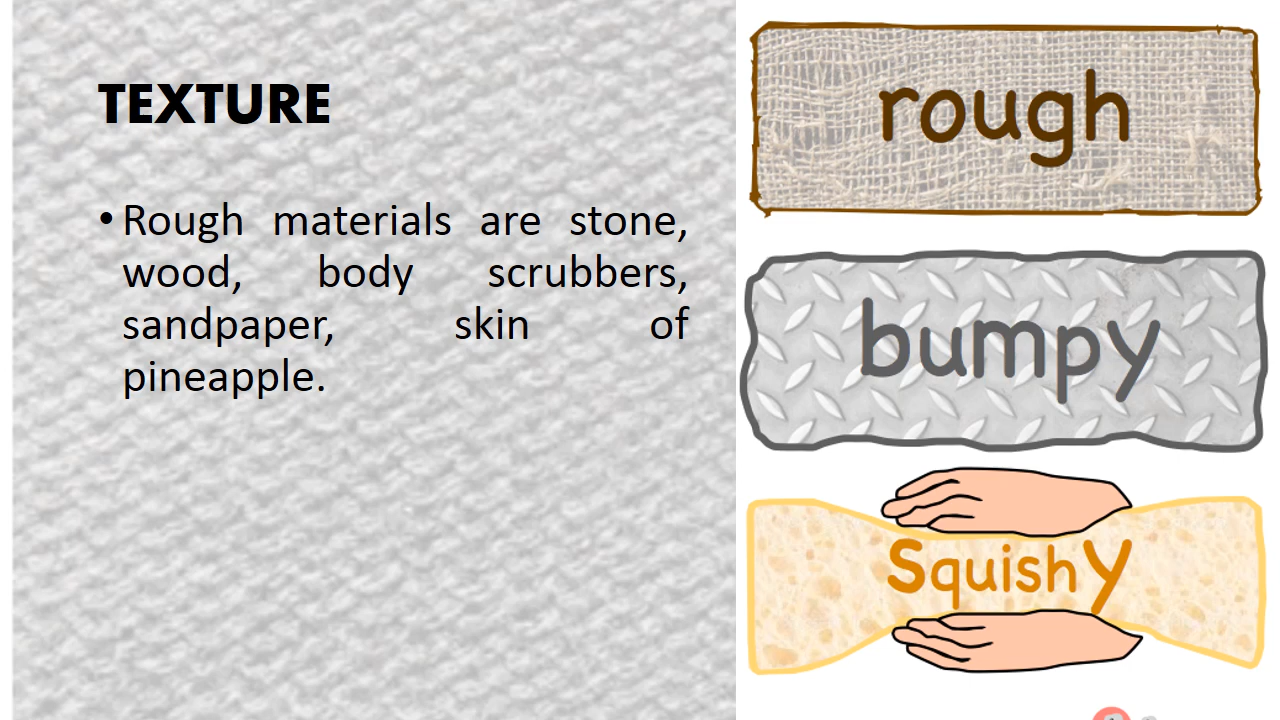 TEXTURE
• Rough materials are stone,
wood, body scrubbers,
sandpaper, skin of
pineapple.
rough
bumpy
squishy